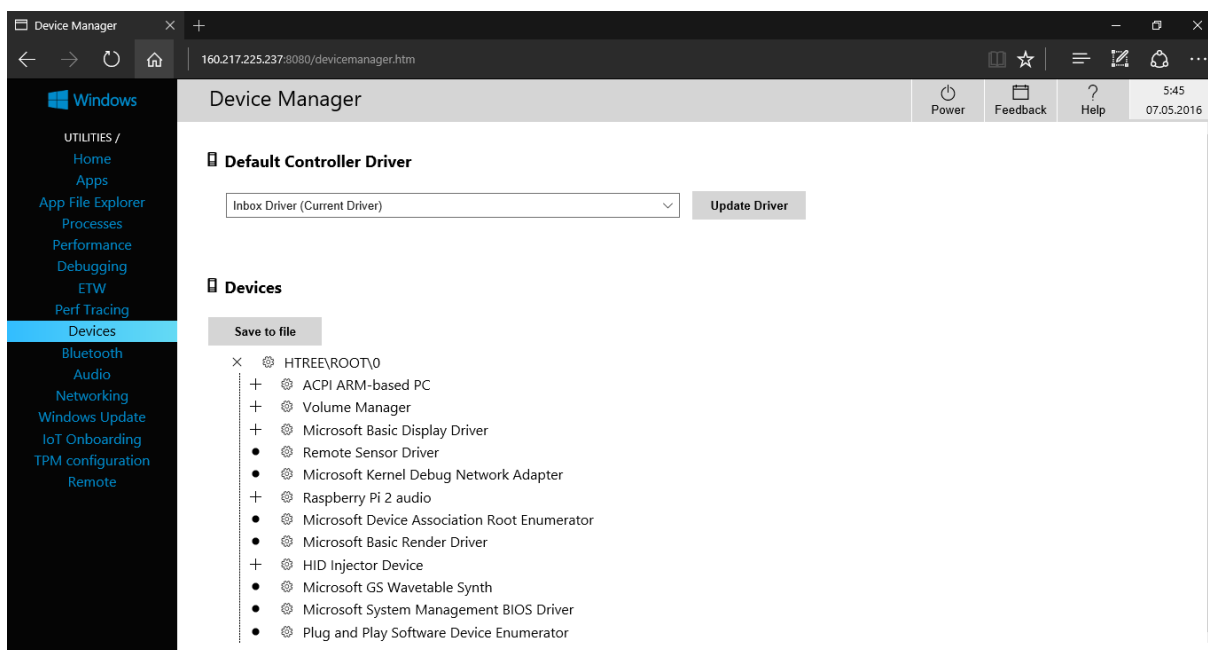 Device Manager
160.217.225.237:8080/devicemanager.htm
Windows
Device Manager
Power
Feedback
? Help
5:45
07.05.2016
UTILITIES /
Home
Apps
App File Explorer
Processes
Performance
Debugging
ETW
Perf Tracing
Devices
Bluetooth
Audio
Networking
Windows Update
IoT Onboarding
TPM configuration
Remote
Default Controller Driver
Inbox Driver (Current Driver)
Update Driver
Devices
Save to file
HTREE\ROOT\0
ACPI ARM-based PC
Volume Manager
Microsoft Basic Display Driver
Remote Sensor Driver
Microsoft Kernel Debug Network Adapter
Raspberry Pi 2 audio
Microsoft Device Association Root Enumerator
Microsoft Basic Render Driver
HID Injector Device
Microsoft GS Wavetable Synth
Microsoft System Management BIOS Driver
Plug and Play Software Device Enumerator